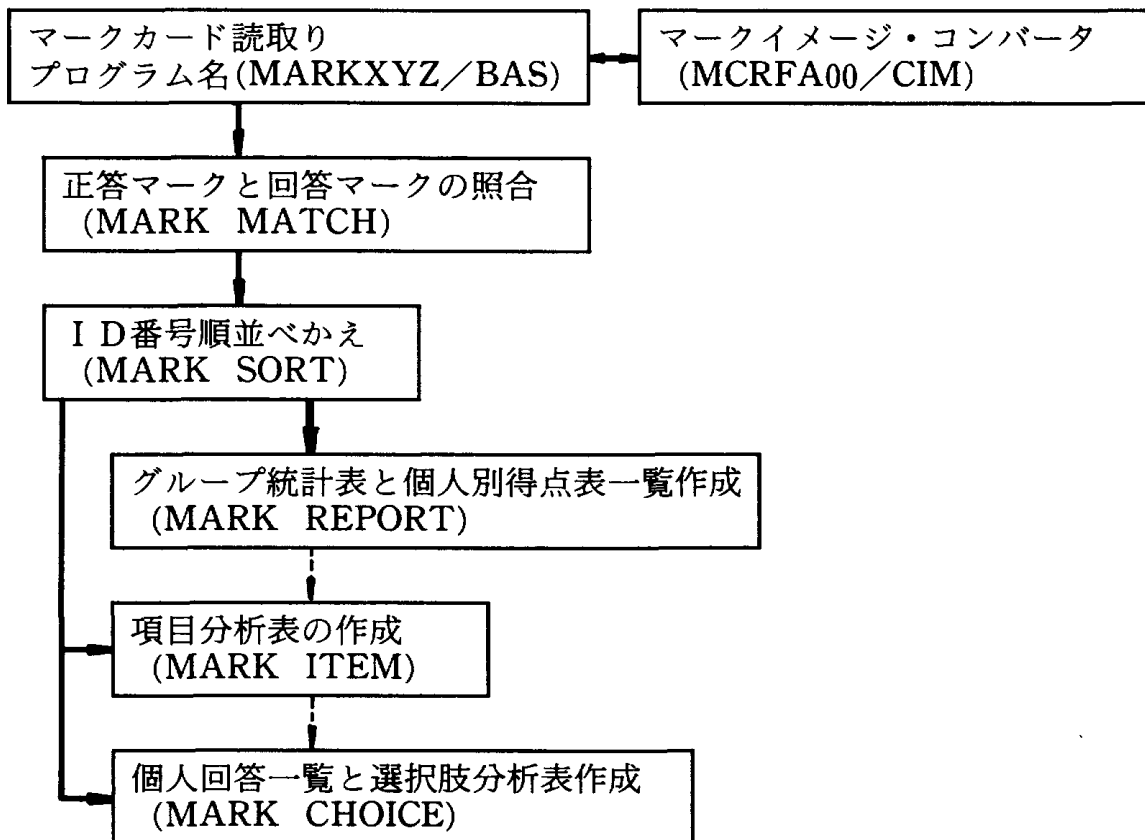 マークカード読取り
プログラム名(MARKXYZ／BAS)
マークイメージ・コンバータ
(MCRFA00／CIM)
正答マークと回答マークの照合
(MARK MATCH)
ＩＤ番号順並べかえ
(MARK SORT)
グループ統計表と個人別得点表一覧作成
(MARK REPORT)
項目分析表の作成
(MARK ITEM)
個人回答一覧と選択肢分析表作成
(MARK CHOICE)